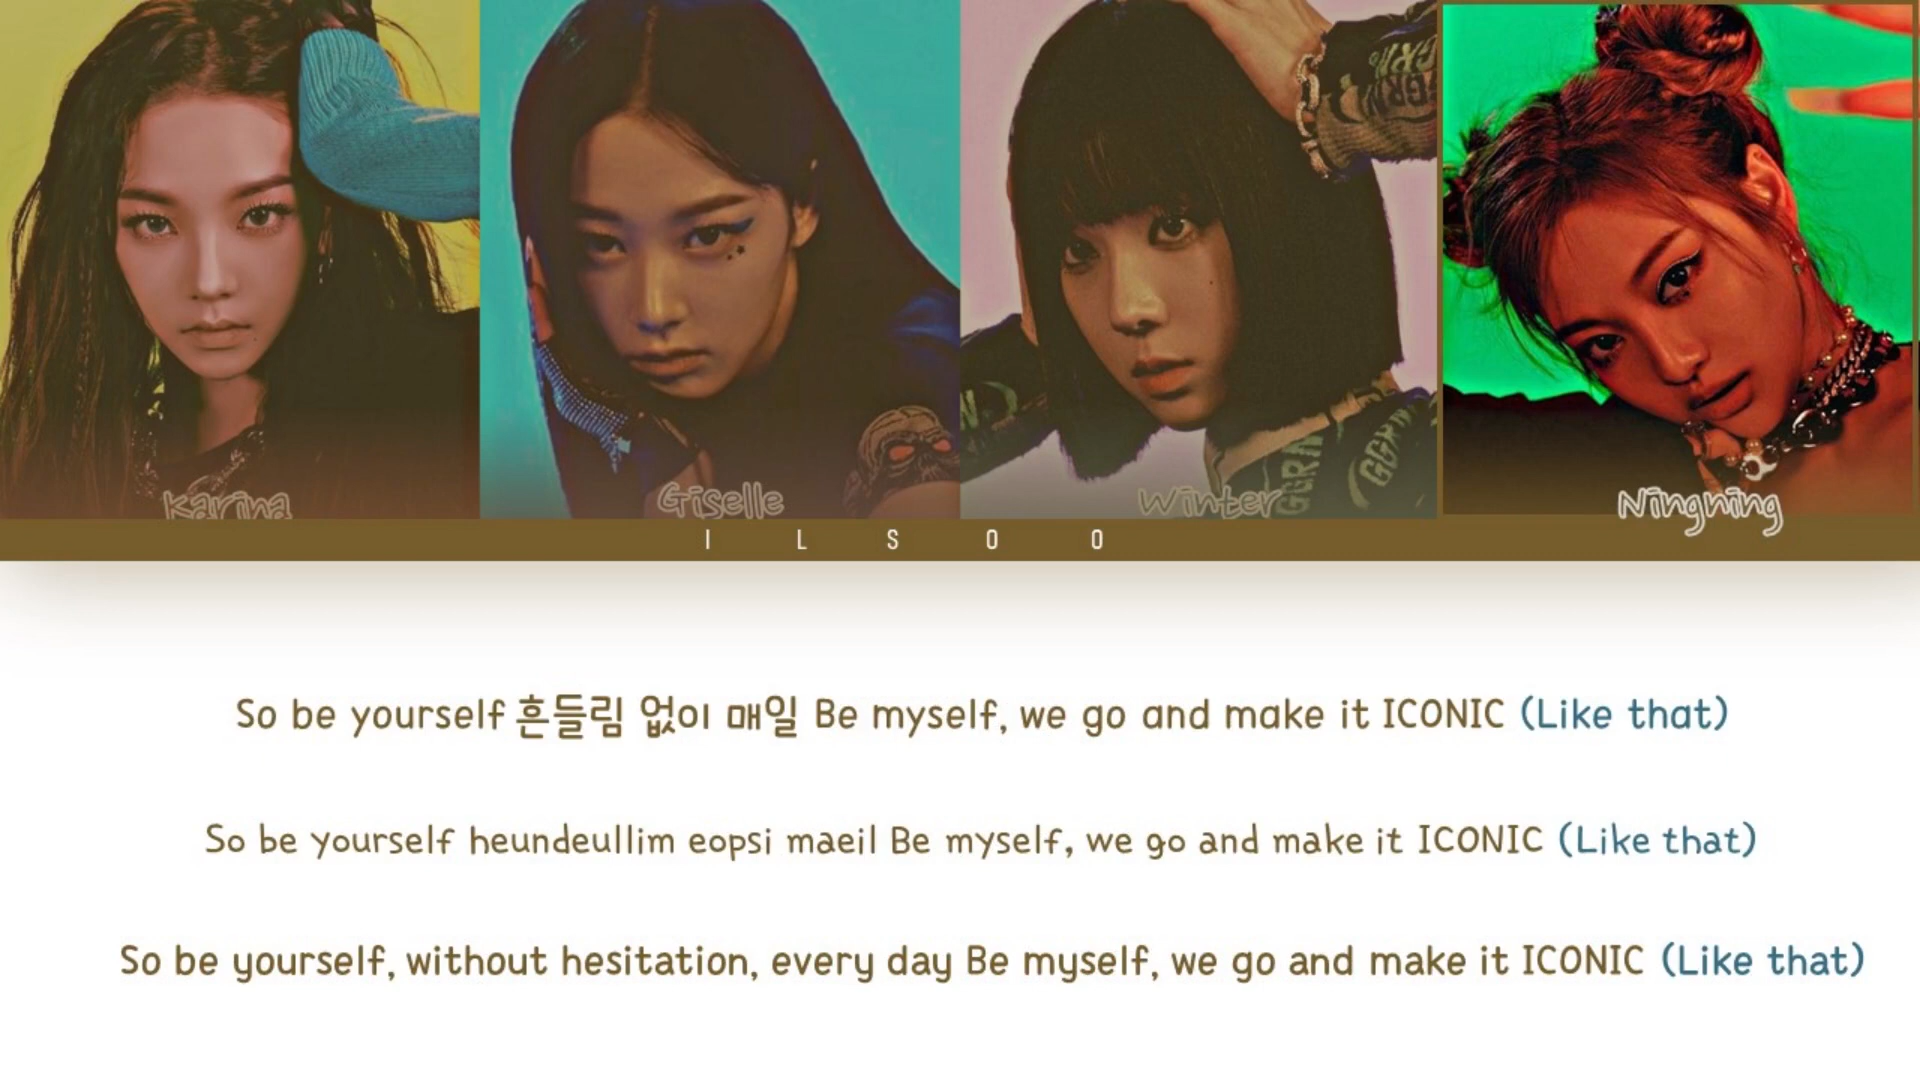 Karina
Giselle
Winter
Ningning
I L S O O
So be yourself 흔들림 없이 매일 Be myself, we go and make it ICONIC (Like that)
So be yourself heundeullim eopsi maeil Be myself, we go and make it ICONIC (Like that)
So be yourself, without hesitation, every day Be myself, we go and make it ICONIC (Like that)